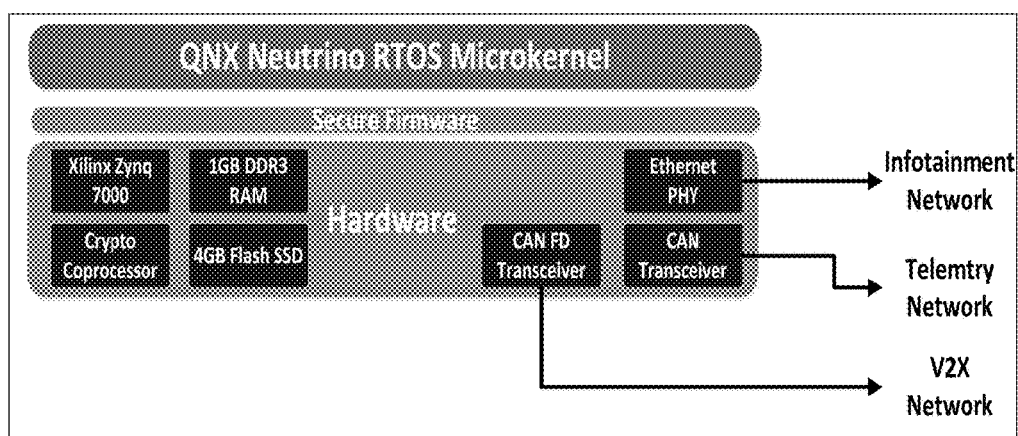 QNX Neutrino RTOS Microkernel
Secure Firmware
Hardware
Xilinx Zynq
7000
1GB DDR3
RAM
Ethernet
PHY
Crypto
Coprocessor
4GB Flash SSD
CAN FD
Transceiver
CAN
Transceiver
Infotainment
Network
Telemtry
Network
V2X
Network